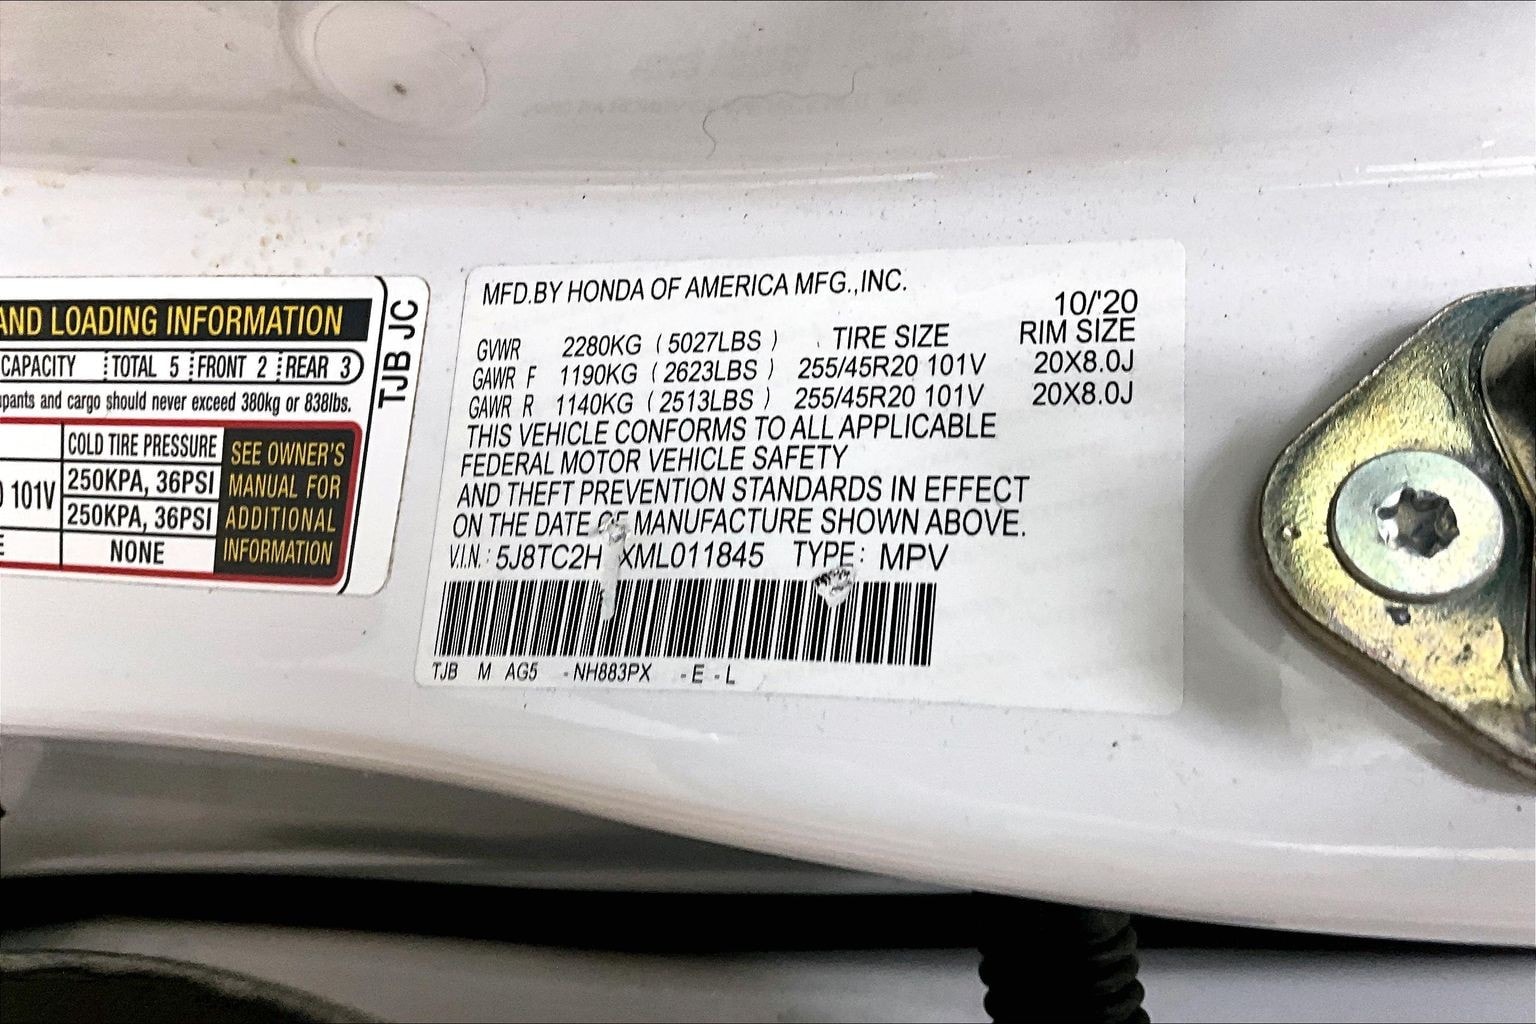 AND LOADING INFORMATION
CAPACITY TOTAL 5 FRONT 2 REAR 3
and cargo should never exceed 380kg or 838lbs.
COLD TIRE PRESSURE
101V 250KPA, 36PSI
250KPA, 36PSI
NONE
SEE OWNER'S
MANUAL FOR
ADDITIONAL
INFORMATION
TJB JC
MFD.BY HONDA OF AMERICA MFG.,INC.
10/'20
GVWR 2280KG (5027LBS) TIRE SIZE RIM SIZE
GAWR F 1190KG (2623LBS) 255/45R20 101V 20X8.0J
GAWR R 1140KG (2513LBS) 255/45R20 101V 20X8.0J
THIS VEHICLE CONFORMS TO ALL APPLICABLE
FEDERAL MOTOR VEHICLE SAFETY
AND THEFT PREVENTION STANDARDS IN EFFECT
ON THE DATE OF MANUFACTURE SHOWN ABOVE.
V.I.N.: 5J8TC2H XML011845 TYPE: MPV
TJB M AG5 -NH883PX -E-L